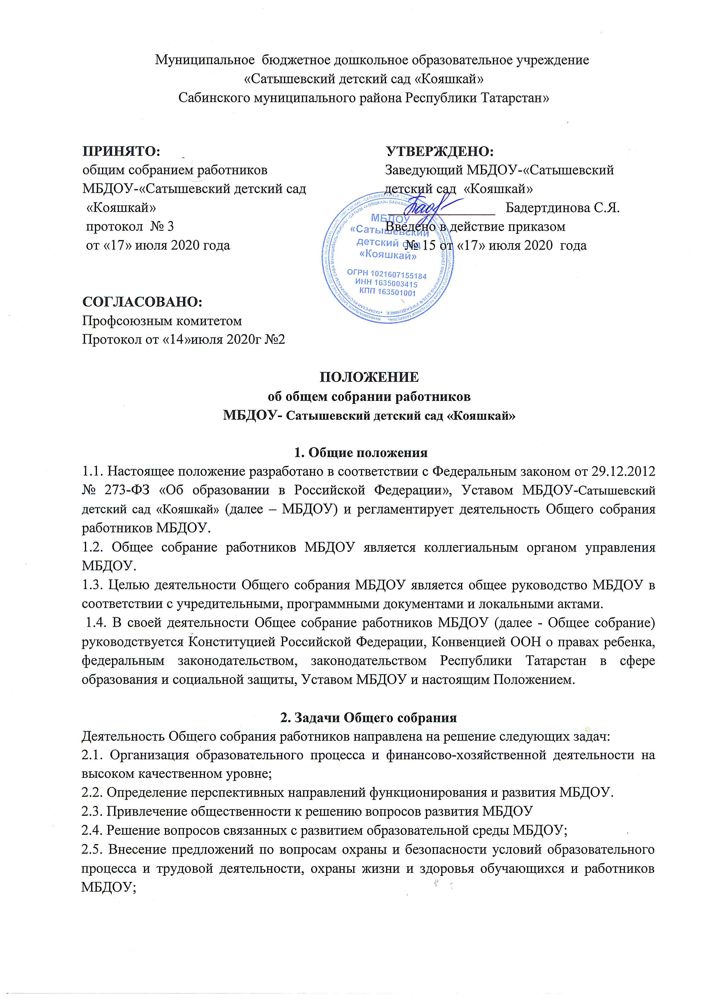 Муниципальное  бюджетное дошкольное образовательное учреждение
«Сатышевский детский сад «Кояшкай»
Сабинского муниципального района Республики Татарстан»
ПРИНЯТО:
общим собранием работников
МБДОУ-«Сатышевский детский сад
«Кояшкай»
протокол  № 3
от «17» июля 2020 года
УТВЕРЖДЕНО:
Заведующий МБДОУ-«Сатышевский
детский сад  «Кояшкай»
Бадертдинова С.Я.
Введено в действие приказом
№ 15 от «17» июля 2020  года
МБДОУ
«Сатышевский
детский сад
«Кояшкай»
ОГРН 1021607155184
ИНН 1635003415
КПП 163501001
СОГЛАСОВАНО:
Профсоюзным комитетом
Протокол от «14»июля 2020г №2
ПОЛОЖЕНИЕ
об общем собрании работников
МБДОУ- Сатышевский детский сад «Кояшкай»
1. Общие положения
1.1. Настоящее положение разработано в соответствии с Федеральным законом от 29.12.2012
№ 273-ФЗ «Об образовании в Российской Федерации», Уставом МБДОУ-Сатышевский
детский сад «Кояшкай» (далее – МБДОУ) и регламентирует деятельность Общего собрания
работников МБДОУ.
1.2. Общее собрание работников МБДОУ является коллегиальным органом управления
МБДОУ.
1.3. Целью деятельности Общего собрания МБДОУ является общее руководство МБДОУ в
соответствии с учредительными, программными документами и локальными актами.
1.4. В своей деятельности Общее собрание работников МБДОУ (далее - Общее собрание)
руководствуется Конституцией Российской Федерации, Конвенцией ООН о правах ребенка,
федеральным законодательством, законодательством Республики Татарстан в сфере
образования и социальной защиты, Уставом МБДОУ и настоящим Положением.
2. Задачи Общего собрания
Деятельность Общего собрания работников направлена на решение следующих задач:
2.1. Организация образовательного процесса и финансово-хозяйственной деятельности на
высоком качественном уровне;
2.2. Определение перспективных направлений функционирования и развития МБДОУ.
2.3. Привлечение общественности к решению вопросов развития МБДОУ
2.4. Решение вопросов связанных с развитием образовательной среды МБДОУ;
2.5. Внесение предложений по вопросам охраны и безопасности условий образовательного
процесса и трудовой деятельности, охраны жизни и здоровья обучающихся и работников
МБДОУ;